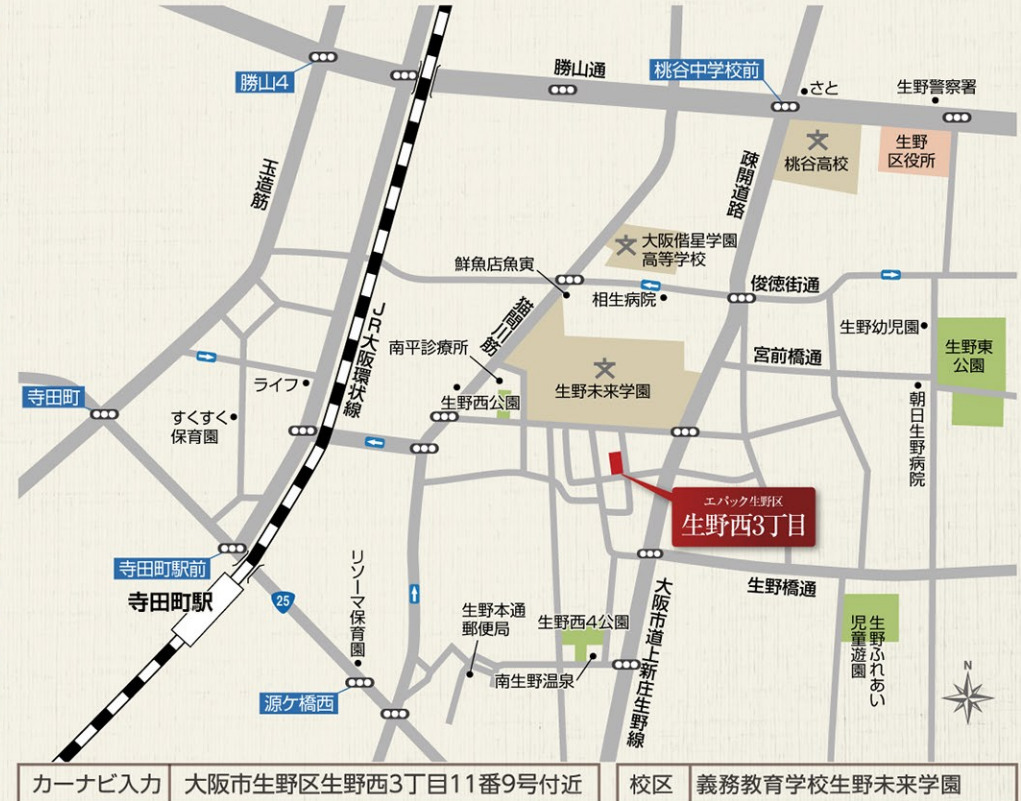 勝山4
勝山通
桃谷中学校前
さと
生野警察署
生野
区役所
桃谷高校
疎開道路
玉造筋
大阪偕星学園
高等学校
鮮魚店魚寅
相生病院
俊徳街通
猫間川筋
JR大阪環状線
南平診療所
生野幼児園
宮前橋通
生野東
公園
生野未来学園
ライフ
寺田町
生野西公園
すくすく
保育園
朝日生野病院
エパック生野区
生野西3丁目
寺田町駅前
寺田町駅
25
リソーマ保育園
生野橋通
生野本通
郵便局
生野西4公園
生野ふれあい
児童遊園
南生野温泉
大阪市道上新庄生野線
源ケ橋西
N
カーナビ入力 大阪市生野区生野西3丁目11番9号付近
校区 義務教育学校生野未来学園